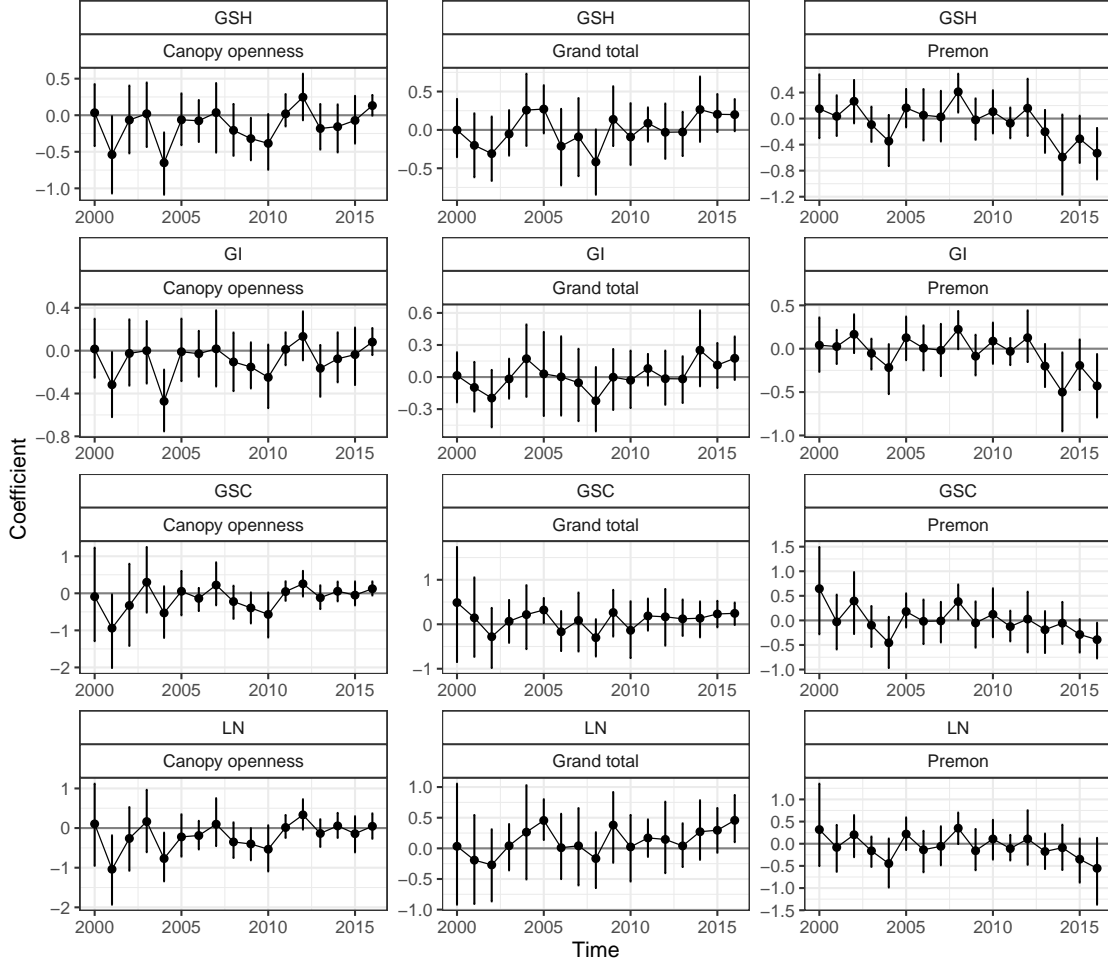 GSH GSH GSH
Canopy openness Grand total Premon
0.5 0.5 0.4
0.0 0.0 0.0
−0.5 −0.5 −0.4
−1.0 −0.8
−1.2
2000 2005 2010 2015 2000 2005 2010 2015 2000 2005 2010 2015
GI GI GI
Canopy openness Grand total Premon
0.4 0.6 0.5
0.0 0.3 0.0
−0.4 0.0 −0.5
−0.8 −0.3 −1.0
2000 2005 2010 2015 2000 2005 2010 2015 2000 2005 2010 2015
Coefficient
GSC GSC GSC
Canopy openness Grand total Premon
1 1 1.5
0 0 1.0
−1 −1 0.5
−2 0.0
−0.5
−1.0
2000 2005 2010 2015 2000 2005 2010 2015 2000 2005 2010 2015
LN LN LN
Canopy openness Grand total Premon
1 1.0 1.0
0 0.5 0.5
−1 0.0 0.0
−2 −0.5 −0.5
−1.0 −1.0
−1.5
2000 2005 2010 2015 2000 2005 2010 2015 2000 2005 2010 2015
Time